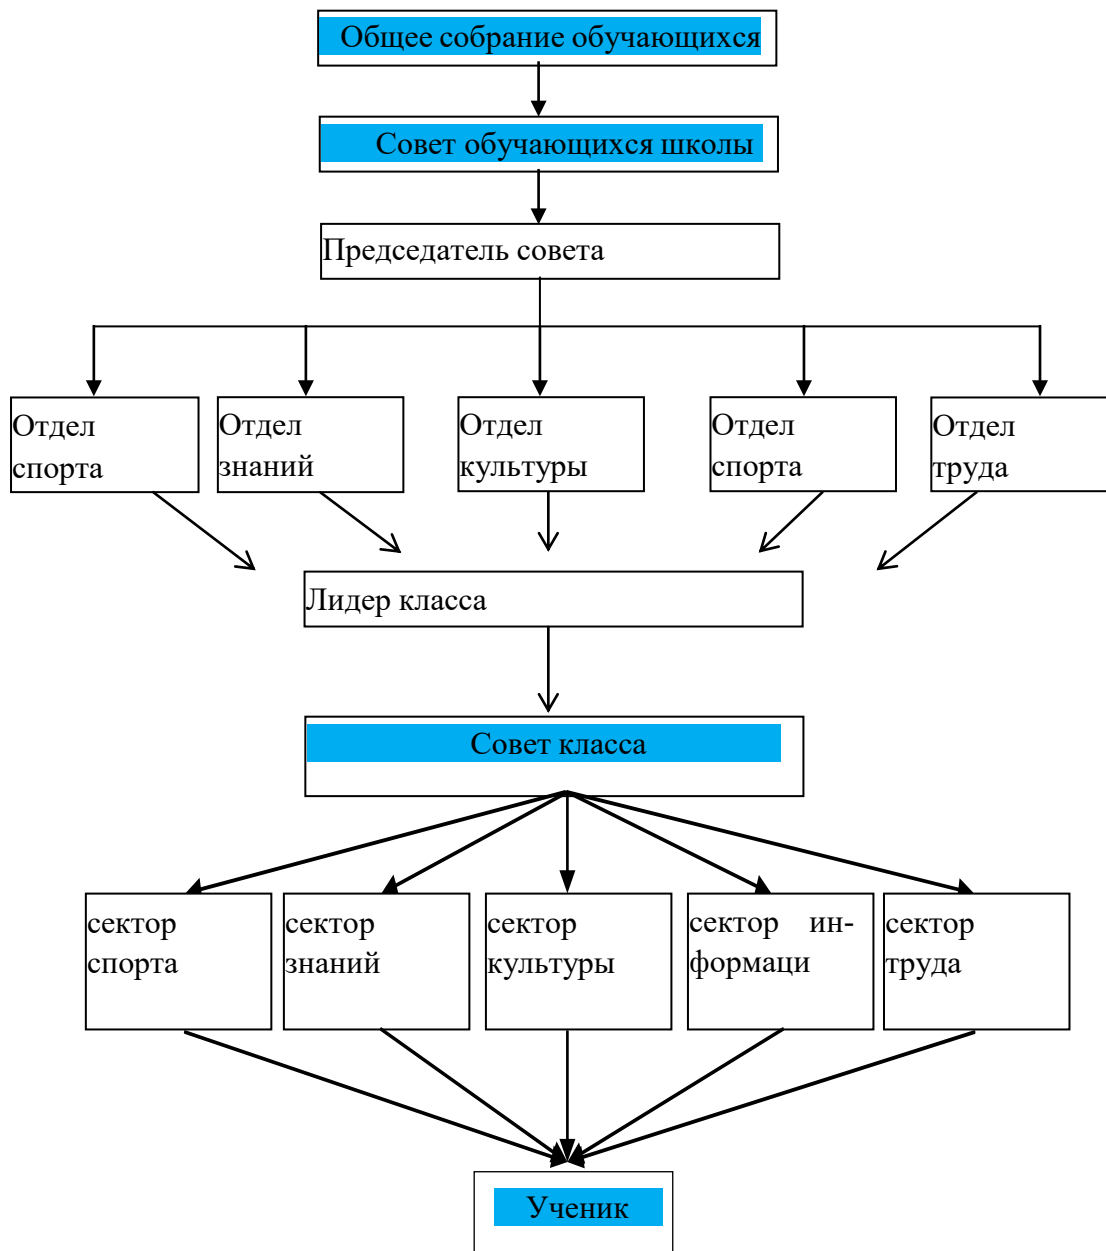 Общее собрание обучающихся
Совет обучающихся школы
Председатель совета
Отдел
спорта
Отдел
знаний
Отдел
культуры
Отдел
спорта
Отдел
труда
Лидер класса
Совет класса
сектор
спорта
сектор
знаний
сектор
культуры
сектор ин-
формаци
сектор
труда
Ученик